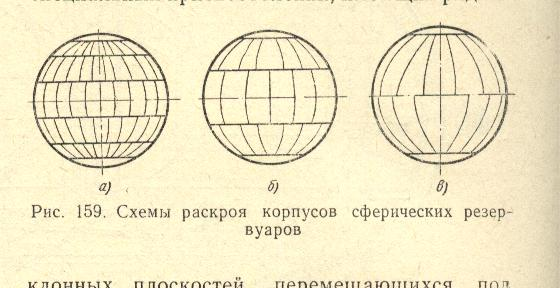 а) б) в)
Рис. 159. Схемы раскроя корпусов сферических резер-
вуаров
клонных плоскостей, перемещающихся под